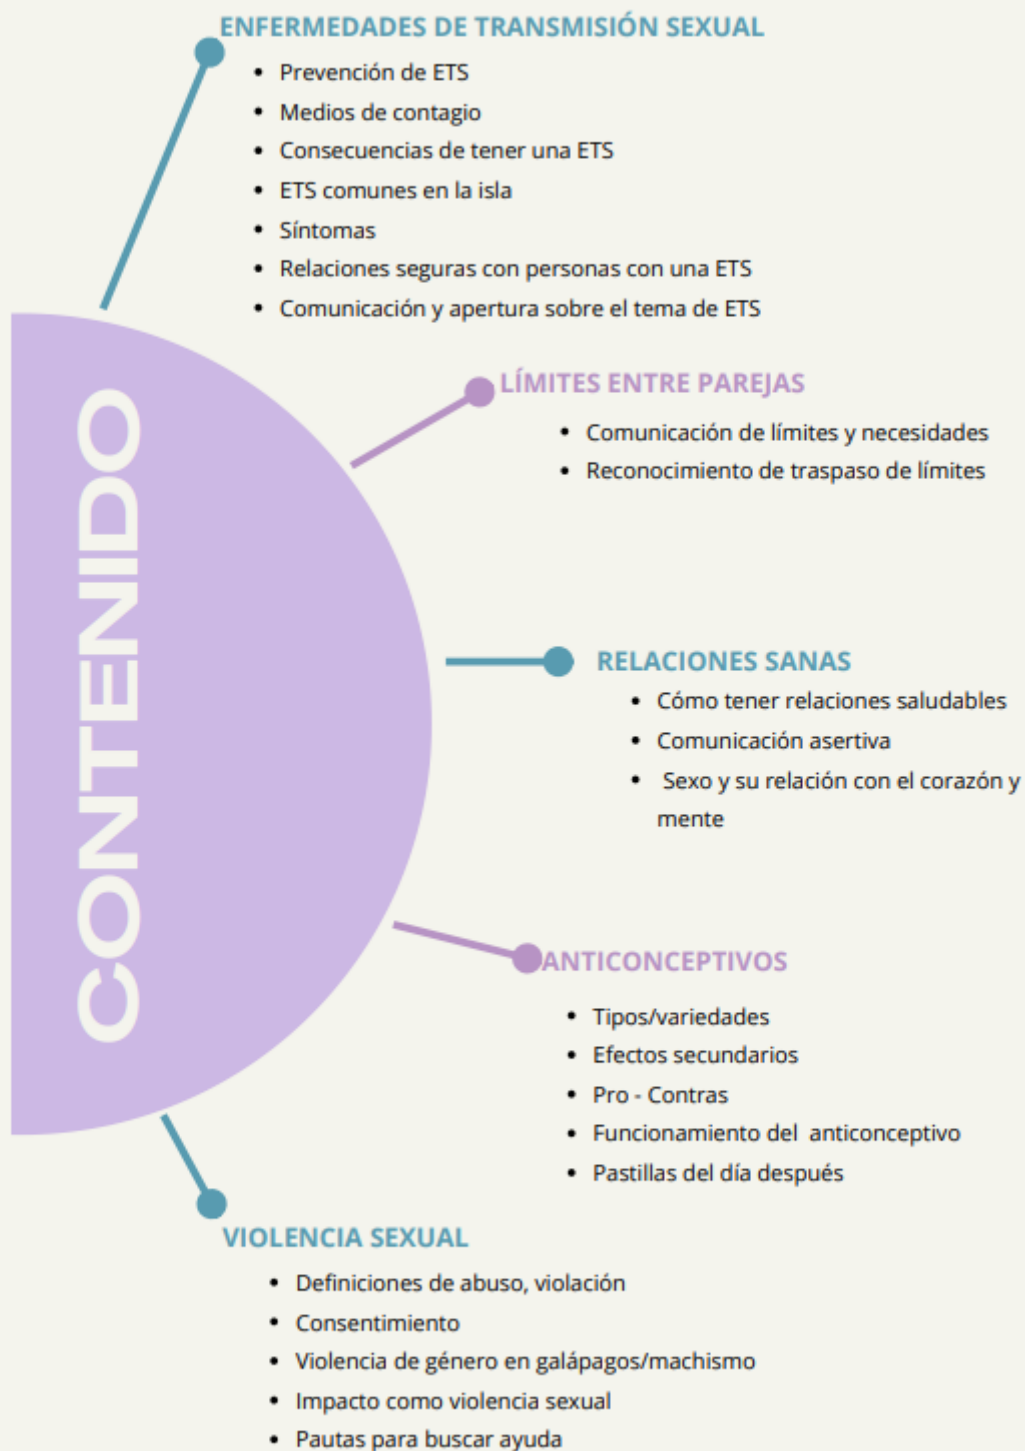 ENFERMEDADES DE TRANSMISIÓN SEXUAL
• Prevención de ETS
• Medios de contagio
• Consecuencias de tener una ETS
• ETS comunes en la isla
• Síntomas
• Relaciones seguras con personas con una ETS
• Comunicación y apertura sobre el tema de ETS
CONTENIDO
LÍMITES ENTRE PAREJAS
• Comunicación de límites y necesidades
• Reconocimiento de traspaso de límites
RELACIONES SANAS
• Cómo tener relaciones saludables
• Comunicación asertiva
• Sexo y su relación con el corazón y
mente
ANTICONCEPTIVOS
• Tipos/variedades
• Efectos secundarios
• Pro - Contras
• Funcionamiento del anticonceptivo
• Pastillas del día después
VIOLENCIA SEXUAL
• Definiciones de abuso, violación
• Consentimiento
• Violencia de género en galápagos/machismo
• Impacto como violencia sexual
• Pautas para buscar ayuda